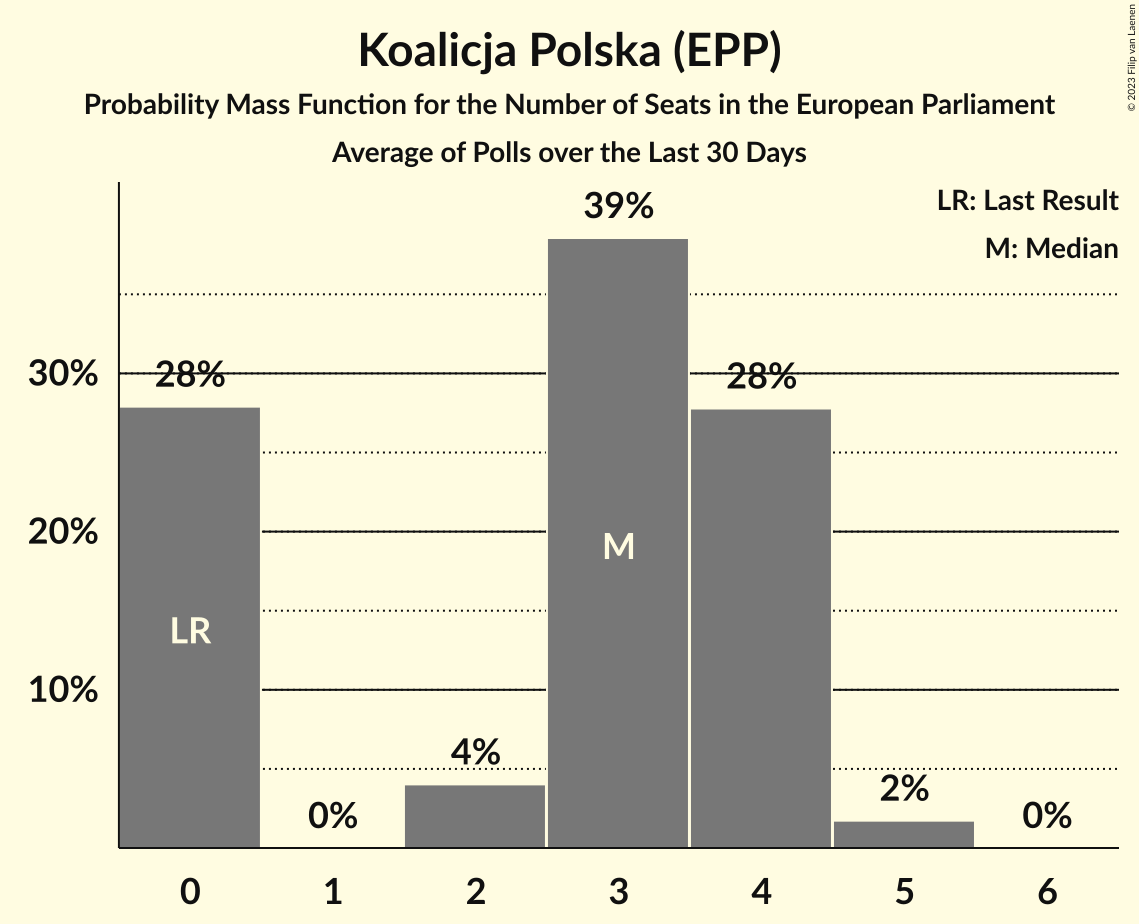 Koalicja Polska (EPP)
Probability Mass Function for the Number of Seats in the European Parliament
Average of Polls over the Last 30 Days
© 2023 Filip van Laenen
LR: Last Result
M: Median
39%
28%
28%
30%
20%
10%
LR
M
4%
0%
2%
0%
0 1 2 3 4 5 6